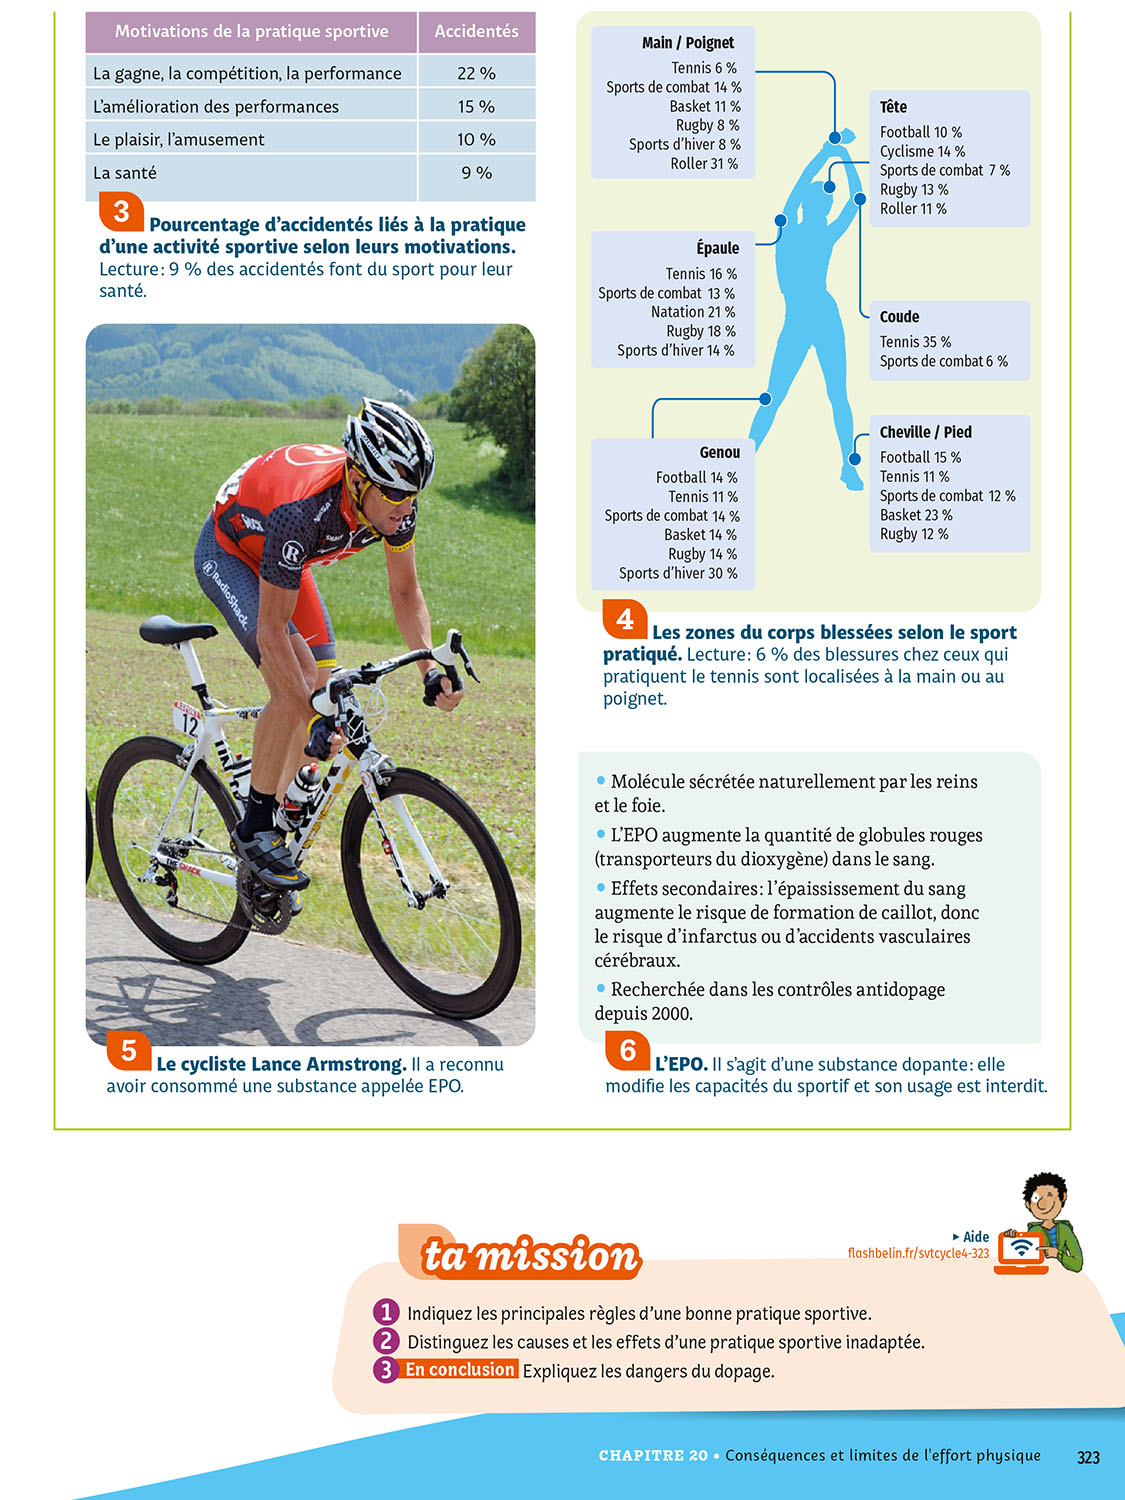 Motivations de la pratique sportive Accidentés
La gagne, la compétition, la performance 22 %
L'amélioration des performances 15 %
Le plaisir, l'amusement 10 %
La santé 9 %
3 Pourcentage d'accidentés liés à la pratique
d'une activité sportive selon leurs motivations.
Lecture : 9 % des accidentés font du sport pour leur
santé.
Main / Poignet
Tennis 6 %
Sports de combat 14 %
Basket 11 %
Rugby 8 %
Sports d'hiver 8 %
Roller 31 %
Tête
Football 10 %
Cyclisme 14 %
Sports de combat 7 %
Rugby 13 %
Roller 11 %
Épaule
Tennis 16 %
Sports de combat 13 %
Natation 21 %
Rugby 18 %
Sports d'hiver 14 %
Coude
Tennis 35 %
Sports de combat 6 %
Genou
Football 14 %
Tennis 11 %
Sports de combat 14 %
Basket 14 %
Rugby 14 %
Sports d'hiver 30 %
Cheville / Pied
Football 15 %
Tennis 11 %
Sports de combat 12 %
Basket 23 %
Rugby 12 %
4 Les zones du corps blessées selon le sport
pratiqué. Lecture : 6 % des blessures chez ceux qui
pratiquent le tennis sont localisées à la main ou au
poignet.
R
THE SHACK
R
RadioShack.
12
THE SHACK
5 Le cycliste Lance Armstrong. Il a reconnu
avoir consommé une substance appelée EPO.
• Molécule sécrétée naturellement par les reins
et le foie.
• L'EPO augmente la quantité de globules rouges
(transporteurs du dioxygène) dans le sang.
• Effets secondaires : l'épaississement du sang
augmente le risque de formation de caillot, donc
le risque d'infarctus ou d'accidents vasculaires
cérébraux.
• Recherchée dans les contrôles antidopage
depuis 2000.
6 L'EPO. Il s'agit d'une substance dopante : elle
modifie les capacités du sportif et son usage est interdit.
ta mission
▸ Aide
flashbelin.fr/svtcycle4-323
1 Indiquez les principales règles d'une bonne pratique sportive.
2 Distinguez les causes et les effets d'une pratique sportive inadaptée.
3 En conclusion Expliquez les dangers du dopage.
CHAPITRE 20 • Conséquences et limites de l'effort physique 323